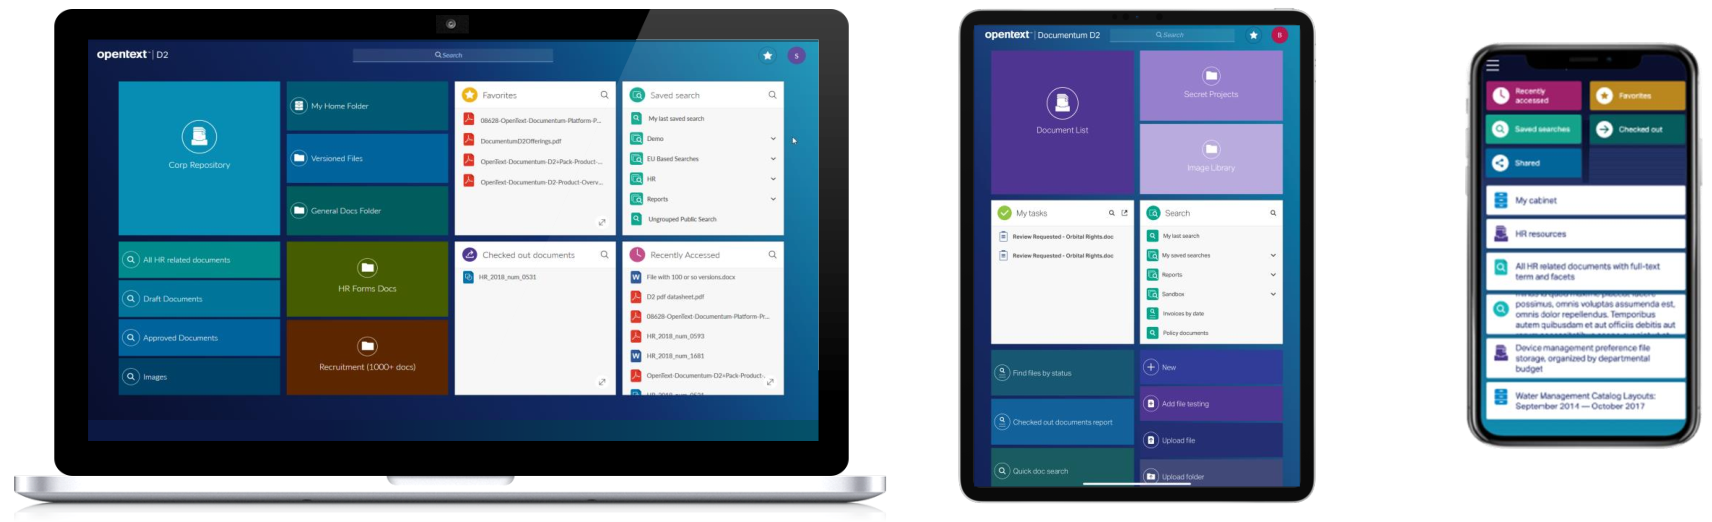 opentext™ | D2
Search
S
Corp Repository
My Home Folder
Versioned Files
General Docs Folder
Favorites
08628-OpenText-Documentum-Platform-P...
DocumentumD2Offerings.pdf
OpenText-Documentum-D2+Pack-Product-...
OpenText-Documentum-D2-Product-Overv...
Saved search
My last saved search
Demo
EU Based Searches
HR
Reports
Ungrouped Public Search
All HR related documents
Draft Documents
Approved Documents
Images
HR Forms Docs
Recruitment (1000+ docs)
Checked out documents
HR_2018_num_0531
Recently Accessed
File with 100 or so versions.docx
D2 pdf datasheet.pdf
08628-OpenText-Documentum-Platform-Pr...
HR_2018_num_0593
HR_2018_num_1681
OpenText-Documentum-D2+Pack-Product-...
opentext™ | Documentum D2
Search
B
Document List
Secret Projects
Image Library
My tasks
Review Requested - Orbital Rights.doc
Review Requested - Orbital Rights.doc
Search
My last search
My saved searches
Reports
Sandbox
Invoices by date
Policy documents
Find files by status
Checked out documents report
Quick doc search
New
Add file testing
Upload file
Upload folder
Recently
accessed
Favorites
Saved searches
Checked out
Shared
My cabinet
HR resources
All HR related documents with full-text
term and facets
possimus, omnis voluptas assumenda est,
omnis dolor repellendus. Temporibus
autem quibusdam et aut officiis debitis aut
Device management preference file
storage, organized by departmental
budget
Water Management Catalog Layouts:
September 2014 — October 2017